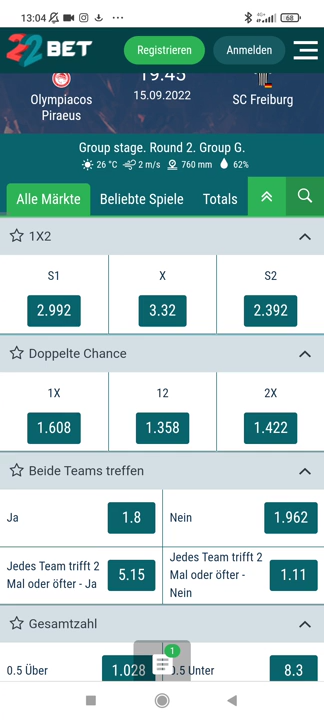 13:04
4G+
68
22BET
Registrieren
Anmelden
19:45
Olympiacos
Piraeus
15.09.2022
SC Freiburg
Group stage. Round 2. Group G.
26 °C 2 m/s 760 mm 62%
Alle Märkte Beliebte Spiele Totals
1X2
S1 X S2
2.992 3.32 2.392
Doppelte Chance
1X 12 2X
1.608 1.358 1.422
Beide Teams treffen
Ja 1.8 Nein 1.962
Jedes Team trifft 2
Mal oder öfter - Ja
5.15
Jedes Team trifft 2
Mal oder öfter -
Nein
1.11
Gesamtzahl
1
0.5 Über 1.028 0.5 Unter 8.3